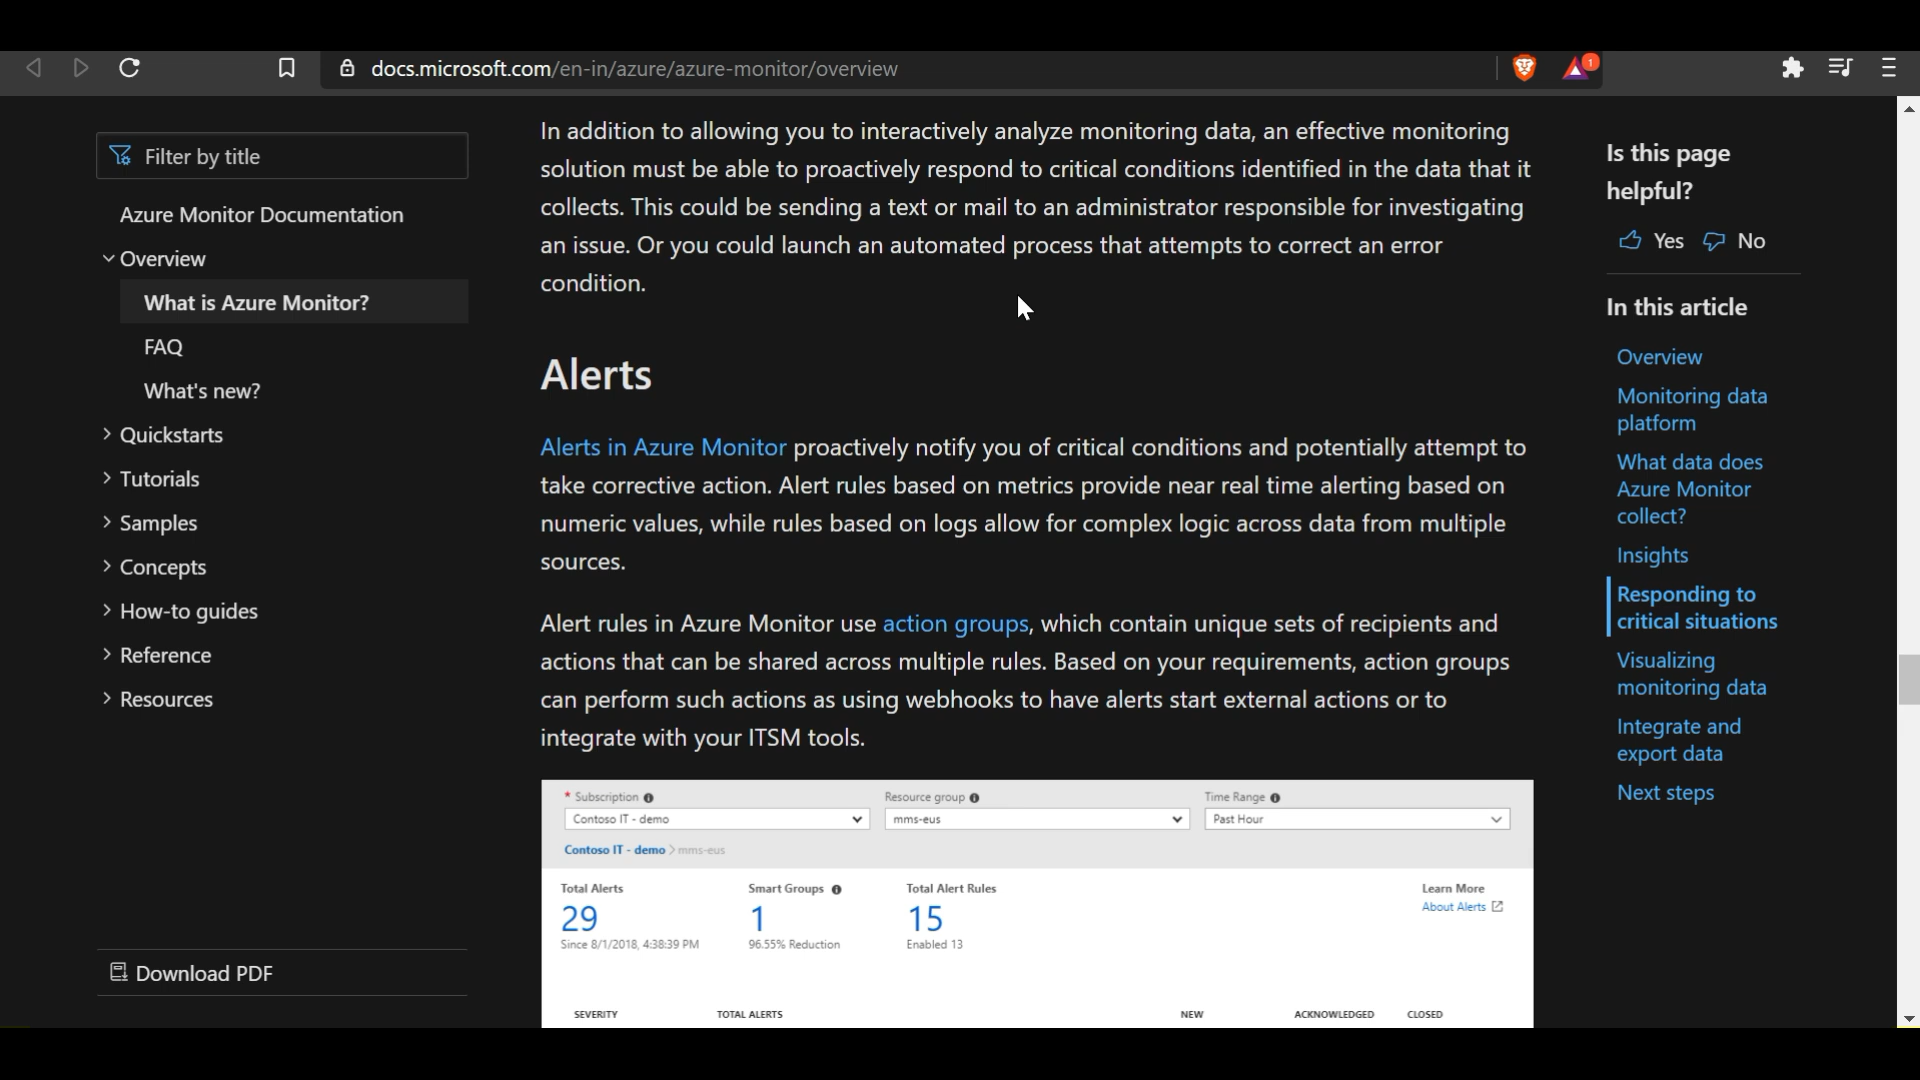 docs.microsoft.com/en-in/azure/azure-monitor/overview
1
Filter by title
Azure Monitor Documentation
Overview
What is Azure Monitor?
FAQ
What's new?
Quickstarts
Tutorials
Samples
Concepts
How-to guides
Reference
Resources
Download PDF
In addition to allowing you to interactively analyze monitoring data, an effective monitoring
solution must be able to proactively respond to critical conditions identified in the data that it
collects. This could be sending a text or mail to an administrator responsible for investigating
an issue. Or you could launch an automated process that attempts to correct an error
condition.
Alerts
Alerts in Azure Monitor proactively notify you of critical conditions and potentially attempt to
take corrective action. Alert rules based on metrics provide near real time alerting based on
numeric values, while rules based on logs allow for complex logic across data from multiple
sources.
Alert rules in Azure Monitor use action groups, which contain unique sets of recipients and
actions that can be shared across multiple rules. Based on your requirements, action groups
can perform such actions as using webhooks to have alerts start external actions or to
integrate with your ITSM tools.
* Subscription Resource group Time Range
Contoso IT - demo mms-eus Past Hour
Contoso IT - demo > mms-eus
Total Alerts Smart Groups Total Alert Rules Learn More
29 1 15 About Alerts
Since 8/1/2018, 4:38:39 PM 96.55% Reduction Enabled 13
SEVERITY TOTAL ALERTS NEW ACKNOWLEDGED CLOSED
Is this page
helpful?
Yes No
In this article
Overview
Monitoring data
platform
What data does
Azure Monitor
collect?
Insights
Responding to
critical situations
Visualizing
monitoring data
Integrate and
export data
Next steps